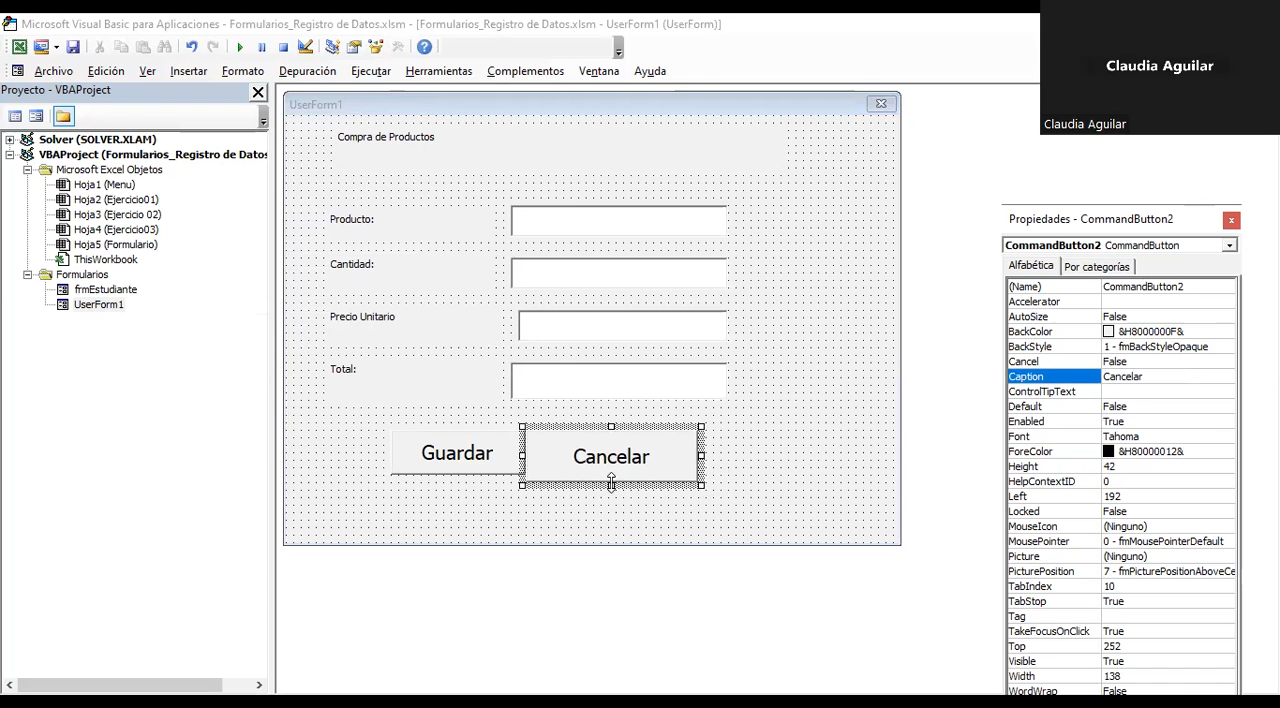 Microsoft Visual Basic para Aplicaciones - Formularios_Registro de Datos.xlsm - [Formularios_Registro de Datos.xlsm - UserForm1 (UserForm)]
Archivo Edición Ver Insertar Formato Depuración Ejecutar Herramientas Complementos Ventana Ayuda
Claudia Aguilar
Claudia Aguilar
Proyecto - VBAProject
Solver (SOLVER.XLAM)
VBAProject (Formularios_Registro de Datos
Microsoft Excel Objetos
Hoja1 (Menu)
Hoja2 (Ejercicio01)
Hoja3 (Ejercicio 02)
Hoja4 (Ejercicio03)
Hoja5 (Formulario)
ThisWorkbook
Formularios
frmEstudiante
UserForm1
UserForm1
Compra de Productos
Producto:
Cantidad:
Precio Unitario
Total:
Guardar Cancelar
Propiedades - CommandButton2
CommandButton2 CommandButton
Alfabética Por categorías
(Name) CommandButton2
Accelerator
AutoSize False
BackColor &H8000000F&
BackStyle 1 - fmBackStyleOpaque
Cancel False
Caption Cancelar
ControlTipText
Default False
Enabled True
Font Tahoma
ForeColor &H80000012&
Height 42
HelpContextID 0
Left 192
Locked False
MouseIcon (Ninguno)
MousePointer 0 - fmMousePointerDefault
Picture (Ninguno)
PicturePosition 7 - fmPicturePositionAboveCe
TabIndex 10
TabStop True
Tag
TakeFocusOnClick True
Top 252
Visible True
Width 138
WordWrap False